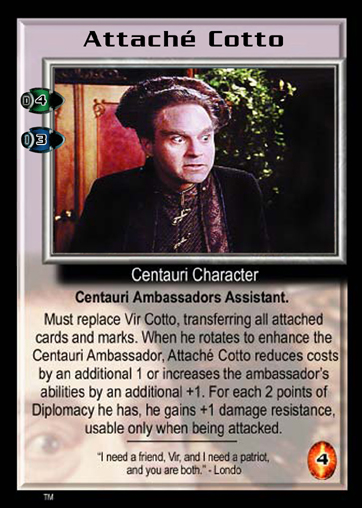 Attaché Cotto
D 4
I 3
Centauri Character
Centauri Ambassadors Assistant.
Must replace Vir Cotto, transferring all attached
cards and marks. When he rotates to enhance the
Centauri Ambassador, Attaché Cotto reduces costs
by an additional 1 or increases the ambassador's
abilities by an additional +1. For each 2 points of
Diplomacy he has, he gains +1 damage resistance,
usable only when being attacked.
"I need a friend, Vir, and I need a patriot,
and you are both." - Londo
4
TM